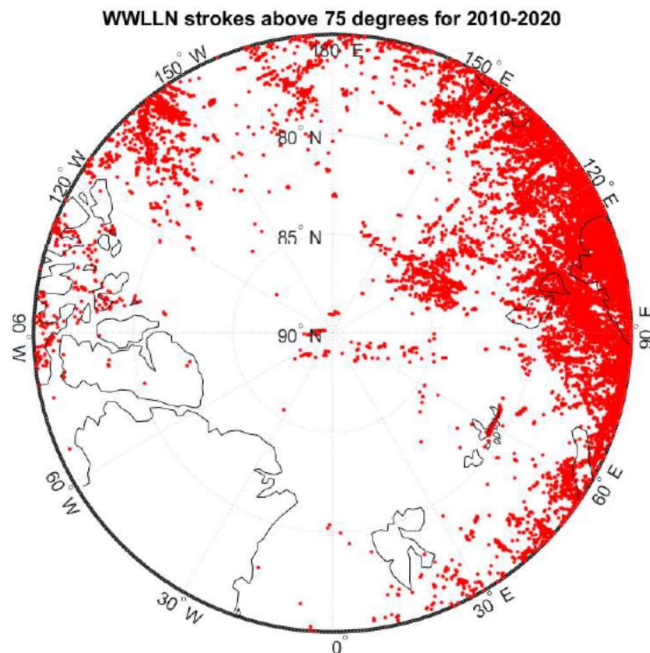 WWLLN strokes above 75 degrees for 2010-2020
180° E
150° W
150° E
80° N
120° W
120° E
85° N
90° N
90° W
90° E
60° W
60° E
30° W
30° E
0°